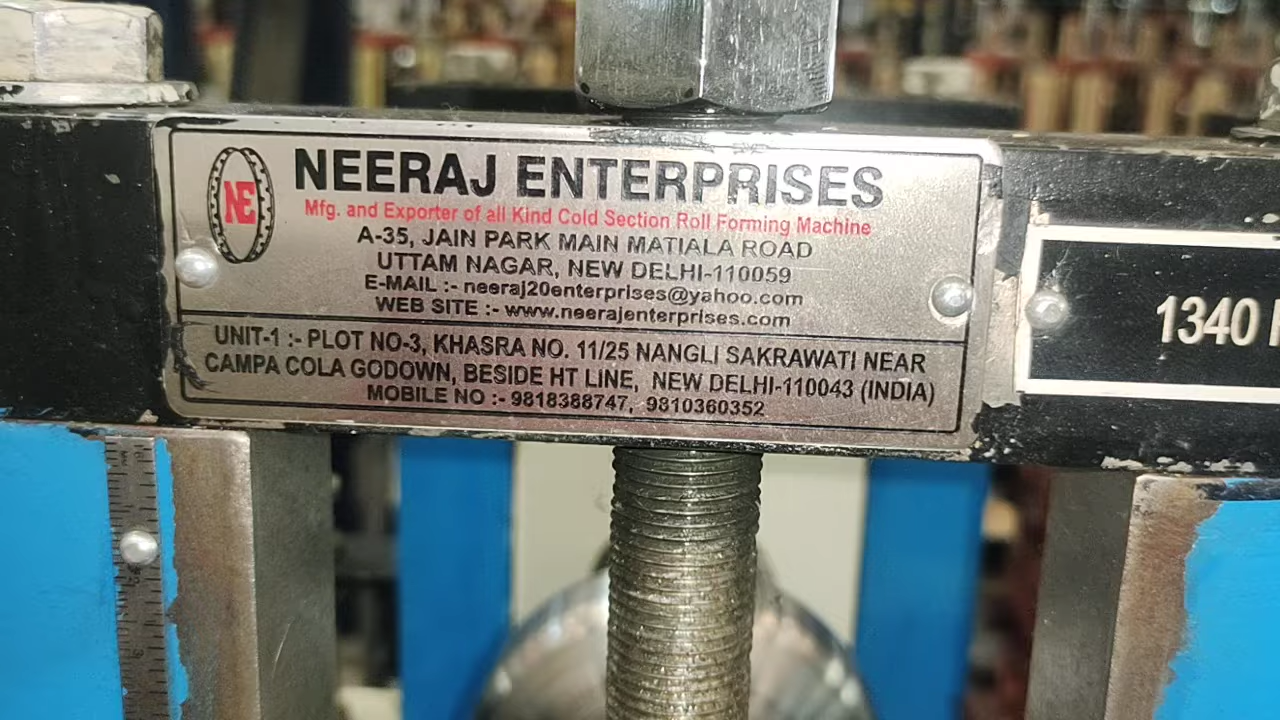 NE
NEERAJ ENTERPRISES
Mfg. and Exporter of all Kind Cold Section Roll Forming Machine
A-35, JAIN PARK MAIN MATIALA ROAD
UTTAM NAGAR, NEW DELHI-110059
E-MAIL :- neeraj20enterprises@yahoo.com
WEB SITE :- www.neerajenterprises.com
UNIT-1 :- PLOT NO-3, KHASRA NO. 11/25 NANGLI SAKRAWATI NEAR
CAMPA COLA GODOWN, BESIDE HT LINE, NEW DELHI-110043 (INDIA)
MOBILE NO :- 9818388747, 9810360352
1340